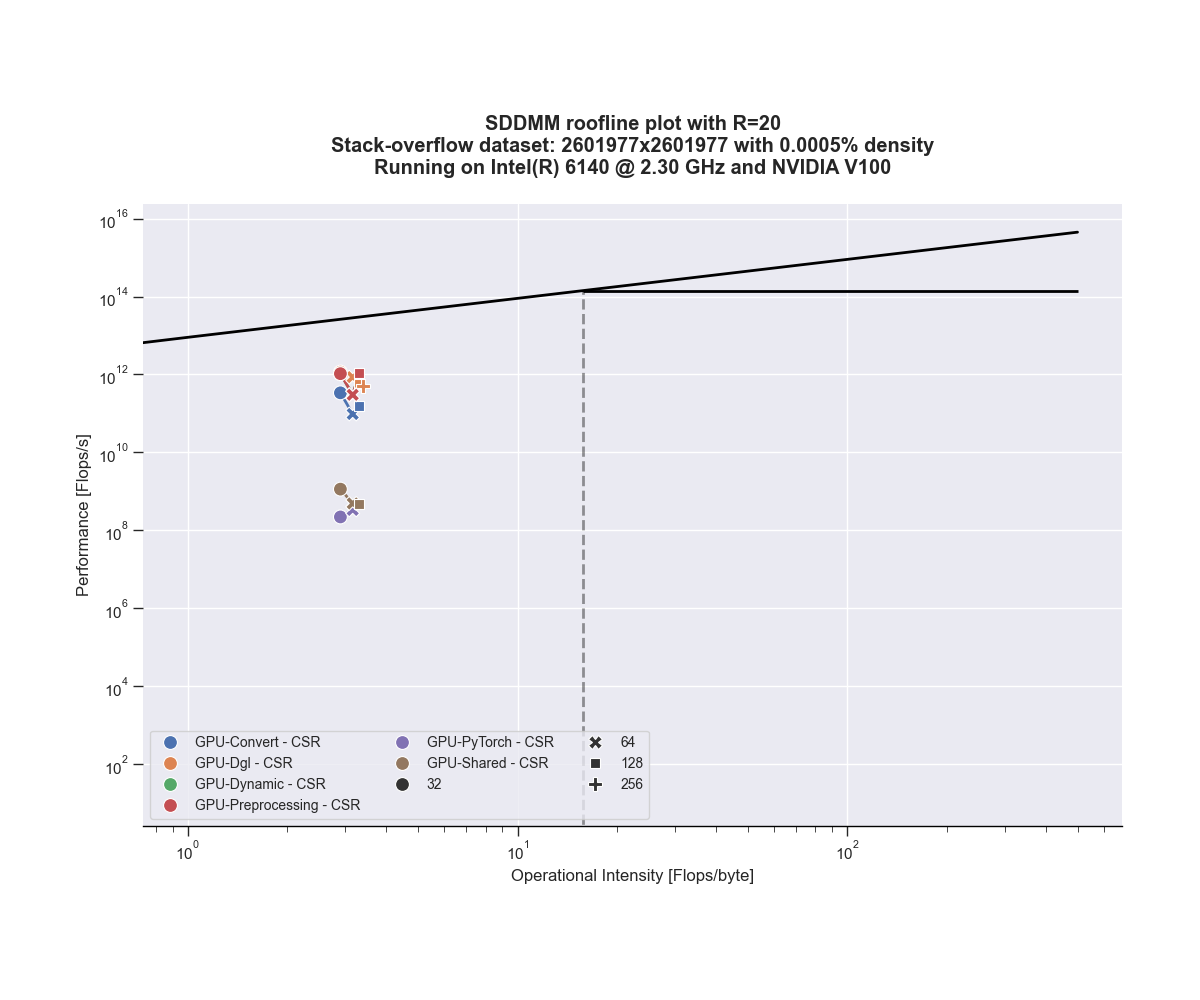 SDDMM roofline plot with R=20
Stack-overflow dataset: 2601977x2601977 with 0.0005% density
Running on Intel(R) 6140 @ 2.30 GHz and NVIDIA V100
10^16
10^14
10^12
10^10
10^8
10^6
10^4
10^2
Performance [Flops/s]
GPU-Convert - CSR
GPU-Dgl - CSR
GPU-Dynamic - CSR
GPU-Preprocessing - CSR
GPU-PyTorch - CSR
GPU-Shared - CSR
32
64
128
256
10^0
10^1
10^2
Operational Intensity [Flops/byte]